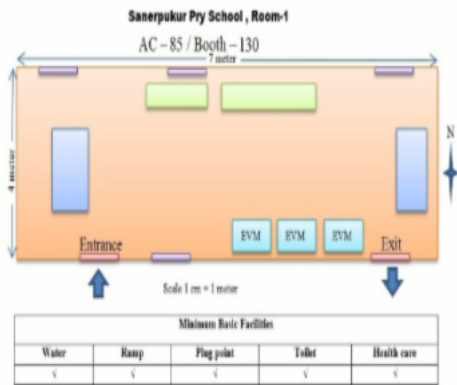 Sanerpukur Pry School , Room-1
AC – 85 / Booth – 130
7 meter
4 meter
N
EVM EVM EVM
Entrance Exit
Scale 1 cm = 1 meter
Minimum Basic Facilities
Water Ramp Plug point Toilet Health care
√ √ √ √ √